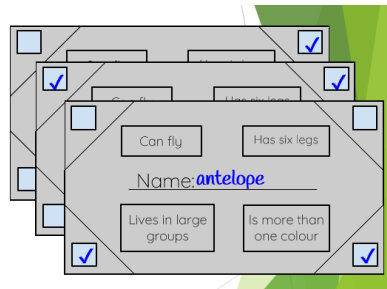 Can fly
Has six legs
Name: antelope
Lives in large
groups
Is more than
one colour